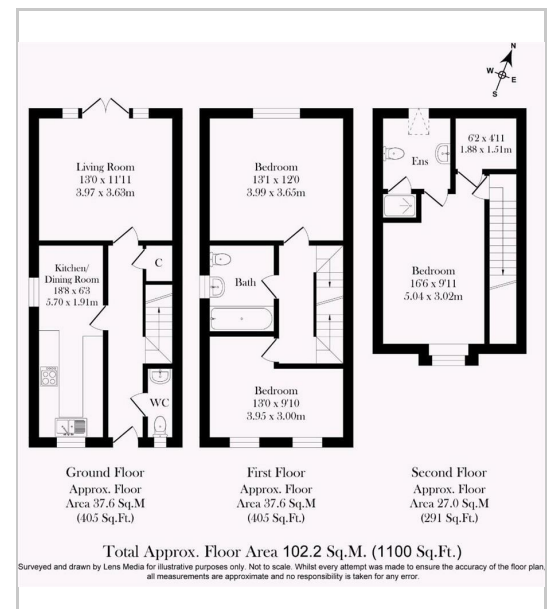 N
W
E
S
Living Room
13'0 x 11'11
3.97 x 3.63m
Kitchen/
Dining Room
18'8 x 6'3
5.70 x 1.91m
C
WC
Bedroom
13'1 x 12'0
3.99 x 3.65m
Bath
Bedroom
13'0 x 9'10
3.95 x 3.00m
Ens
6'2 x 4'11
1.88 x 1.51m
Bedroom
16'6 x 9'11
5.04 x 3.02m
Ground Floor
Approx. Floor
Area 37.6 Sq.M
(405 Sq.Ft.)
First Floor
Approx. Floor
Area 37.6 Sq.M
(405 Sq.Ft.)
Second Floor
Approx. Floor
Area 27.0 Sq.M
(291 Sq.Ft.)
Total Approx. Floor Area 102.2 Sq.M. (1100 Sq.Ft.)
Surveyed and drawn by Lens Media for illustrative purposes only. Not to scale. Whilst every attempt was made to ensure the accuracy of the floor plan,
all measurements are approximate and no responsibility is taken for any error.